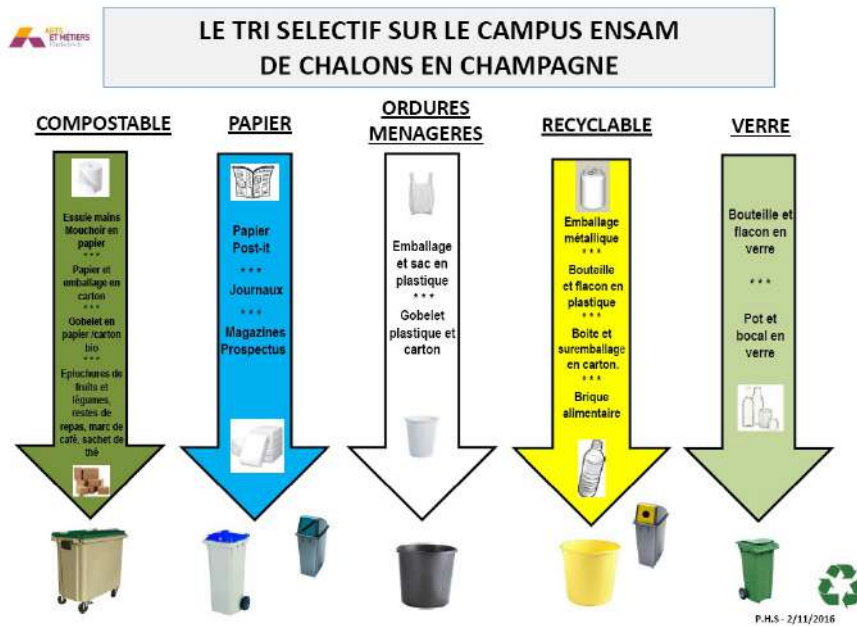 ARTS
ET METIERS
LE TRI SELECTIF SUR LE CAMPUS ENSAM
DE CHALONS EN CHAMPAGNE
COMPOSTABLE
Essuie mains
Mouchoir en
papier
***
Papier et
emballage en
carton
***
Gobelet en
papier /carton
bio
***
Epluchures de
fruits et
légumes,
restes de
repas, marc de
café, sachet de
thé
PAPIER
Papier
Post-it
***
Journaux
***
Magazines
Prospectus
ORDURES
MENAGERES
Emballage
et sac en
plastique
***
Gobelet
plastique et
carton
RECYCLABLE
Emballage
métallique
***
Bouteille
et flacon en
plastique
***
Boite et
suremballage
en carton.
***
Brique
alimentaire
VERRE
Bouteille et
flacon en
verre
***
Pot et
bocal en
verre
P.H.S - 2/11/2016